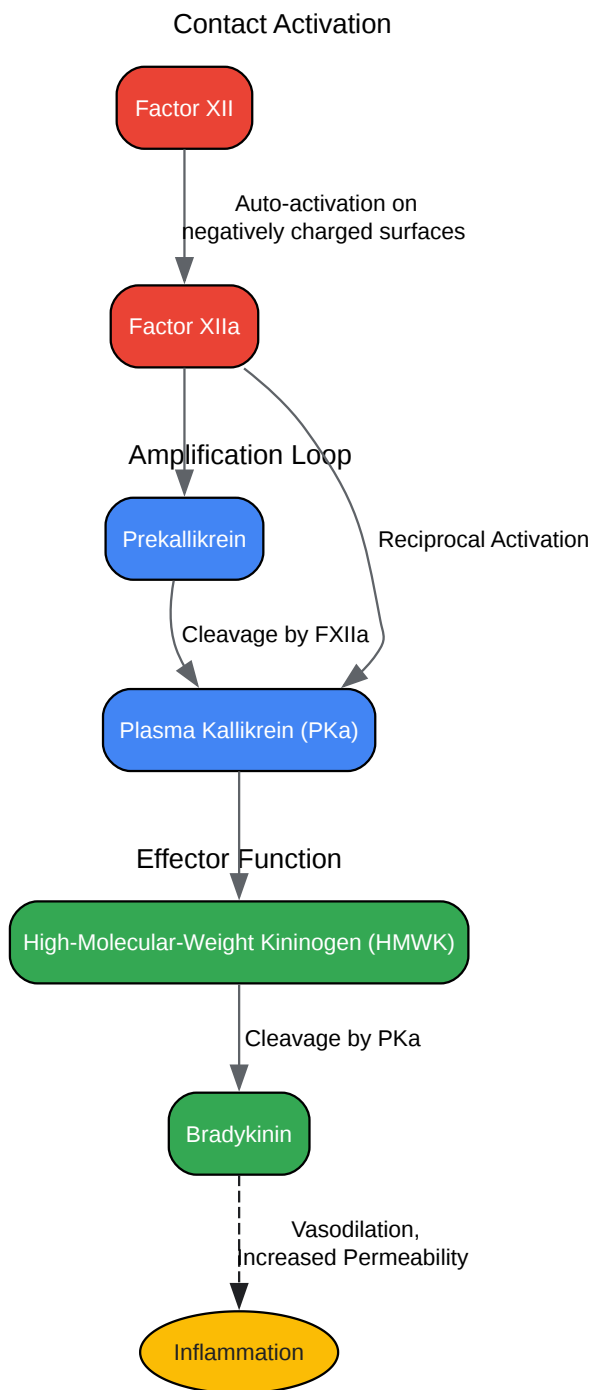 Contact Activation
Factor XII
Auto-activation on
negatively charged surfaces
Factor XIIa
Amplification Loop
Prekallikrein
Reciprocal Activation
Cleavage by FXIIa
Plasma Kallikrein (PKa)
Effector Function
High-Molecular-Weight Kininogen (HMWK)
Cleavage by PKa
Bradykinin
Vasodilation,
Increased Permeability
Inflammation